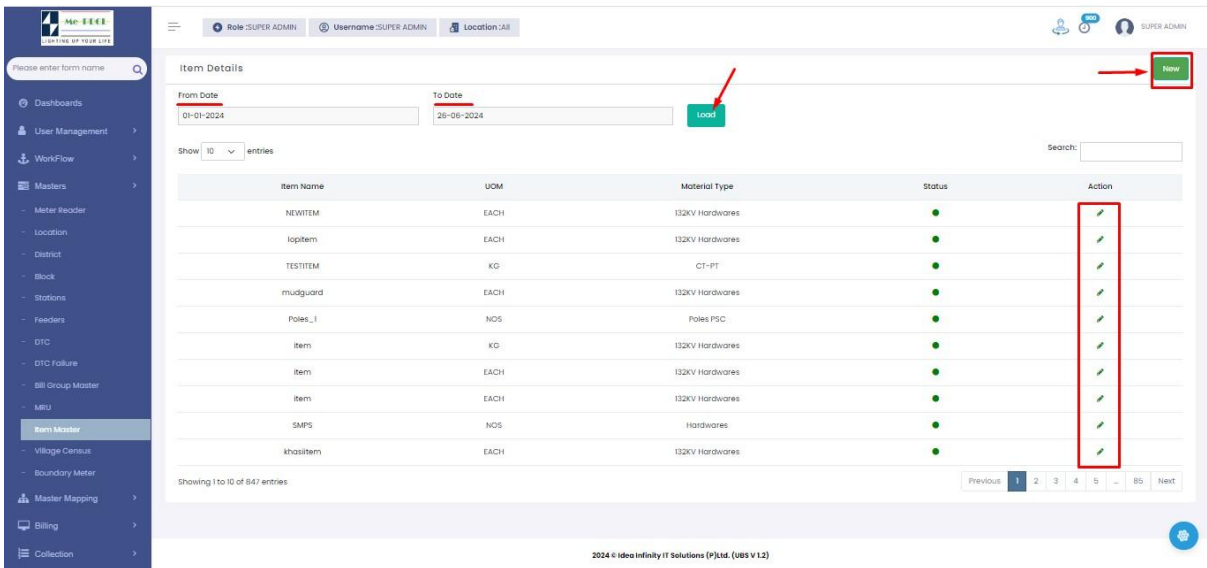 Me-PDCL
LIGHTING UP YOUR LIFE
Role :SUPER ADMIN Username :SUPER ADMIN Location :All 900 SUPER ADMIN
Please enter form name
Item Details New
From Date To Date
01-01-2024 26-06-2024 Load
Show 10 entries Search:
Item Name UOM Material Type Status Action
NEWITEM EACH 132KV Hardwares
lopitem EACH 132KV Hardwares
TESTITEM KG CT-PT
mudguard EACH 132KV Hardwares
Poles_1 NOS Poles PSC
item KG 132KV Hardwares
item EACH 132KV Hardwares
item EACH 132KV Hardwares
SMPS NOS Hardwares
khasiitem EACH 132KV Hardwares
Showing 1 to 10 of 847 entries Previous 1 2 3 4 5 … 85 Next
Dashboards
User Management
WorkFlow
Masters
Meter Reader
Location
District
Block
Stations
Feeders
DTC
DTC Failure
Bill Group Master
MRU
Item Master
Village Census
Boundary Meter
Master Mapping
Billing
Collection
2024 © Idea Infinity IT Solutions (P)Ltd. (UBS V 1.2)